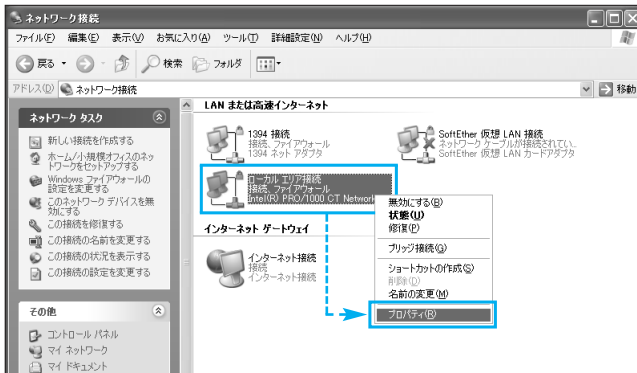 ネットワーク接続
ファイル(F) 編集(E) 表示(V) お気に入り(A) ツール(T) 詳細設定(N) ヘルプ(H)
戻る 検索 フォルダ
アドレス(D) ネットワーク接続 移動
ネットワーク タスク
新しい接続を作成する
ホーム/小規模オフィスのネッ
トワークをセットアップする
Windows ファイアウォールの
設定を変更する
このネットワーク デバイスを無
効にする
この接続を修復する
この接続の名前を変更する
この接続の状況を表示する
この接続の設定を変更する
その他
コントロール パネル
マイ ネットワーク
マイ ドキュメント
LAN または高速インターネット
1394 接続
接続、ファイアウォール
1394 ネット アダプタ
SoftEther 仮想 LAN 接続
ネットワーク ケーブルが接続されてい...
SoftEther 仮想 LAN カードアダプタ
ローカル エリア接続
接続、ファイアウォール
Intel(R) PRO/1000 CT Network
インターネット ゲートウェイ
インターネット接続
接続
インターネット接続
無効にする(B)
状態(U)
修復(P)
ブリッジ接続(G)
ショートカットの作成(S)
削除(D)
名前の変更(M)
プロパティ(R)